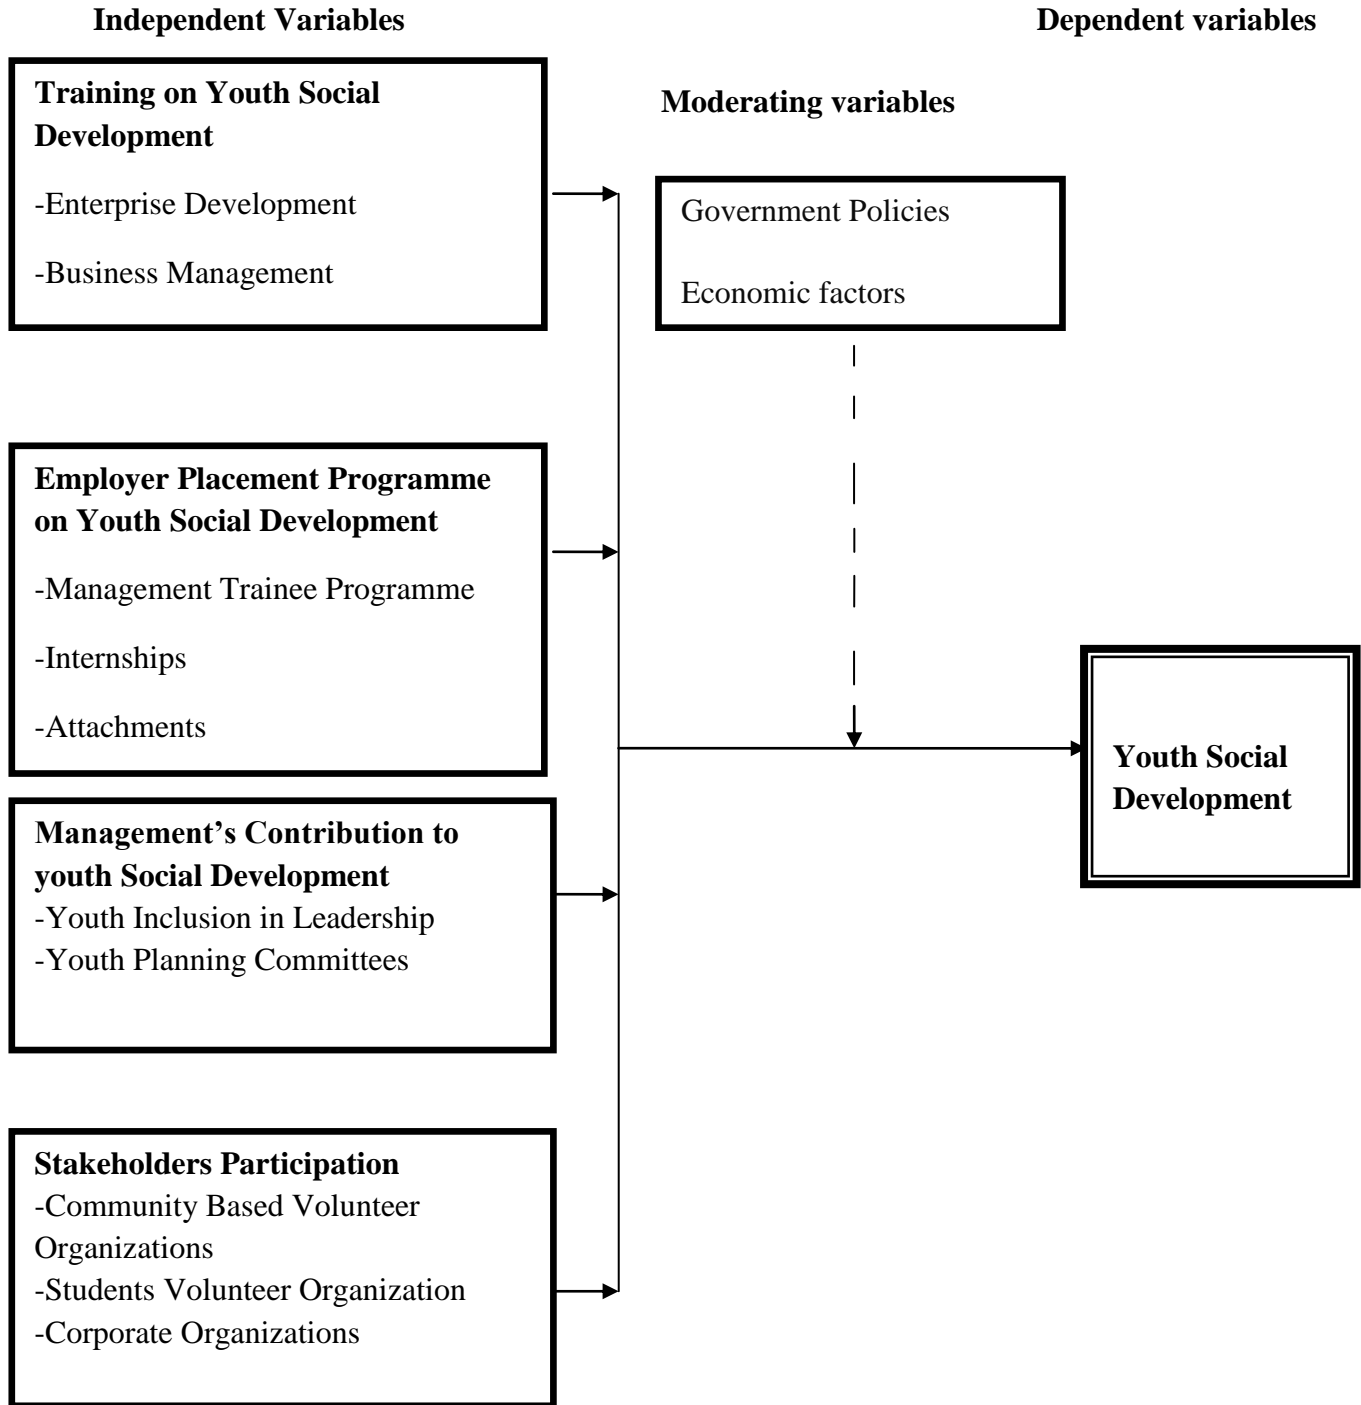 Independent Variables
Dependent variables
Training on Youth Social
Development
-Enterprise Development
-Business Management
Moderating variables
Government Policies
Economic factors
Employer Placement Programme
on Youth Social Development
-Management Trainee Programme
-Internships
-Attachments
Management’s Contribution to
youth Social Development
-Youth Inclusion in Leadership
-Youth Planning Committees
Stakeholders Participation
-Community Based Volunteer
Organizations
-Students Volunteer Organization
-Corporate Organizations
Youth Social
Development